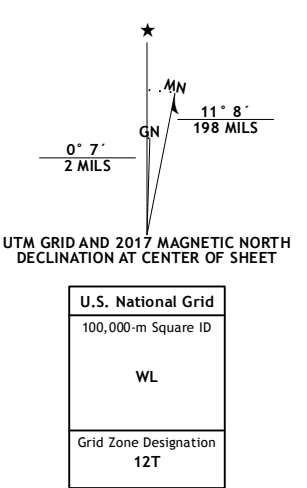 ★
MN
GN
11° 8´
198 MILS
0° 7´
2 MILS
UTM GRID AND 2017 MAGNETIC NORTH
DECLINATION AT CENTER OF SHEET
U.S. National Grid
100,000-m Square ID
WL
Grid Zone Designation
12T